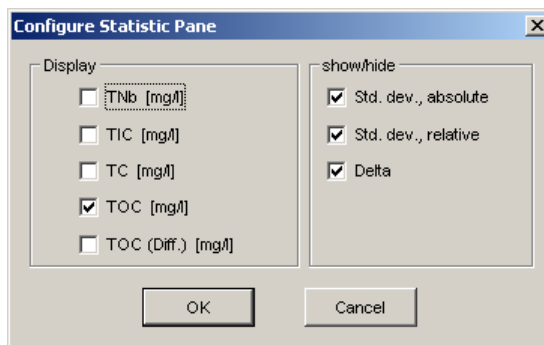 Configure Statistic Pane
Display
TNb [mg/l]
TIC [mg/l]
TC [mg/l]
TOC [mg/l]
TOC (Diff.) [mg/l]
show/hide
Std. dev., absolute
Std. dev., relative
Delta
OK
Cancel